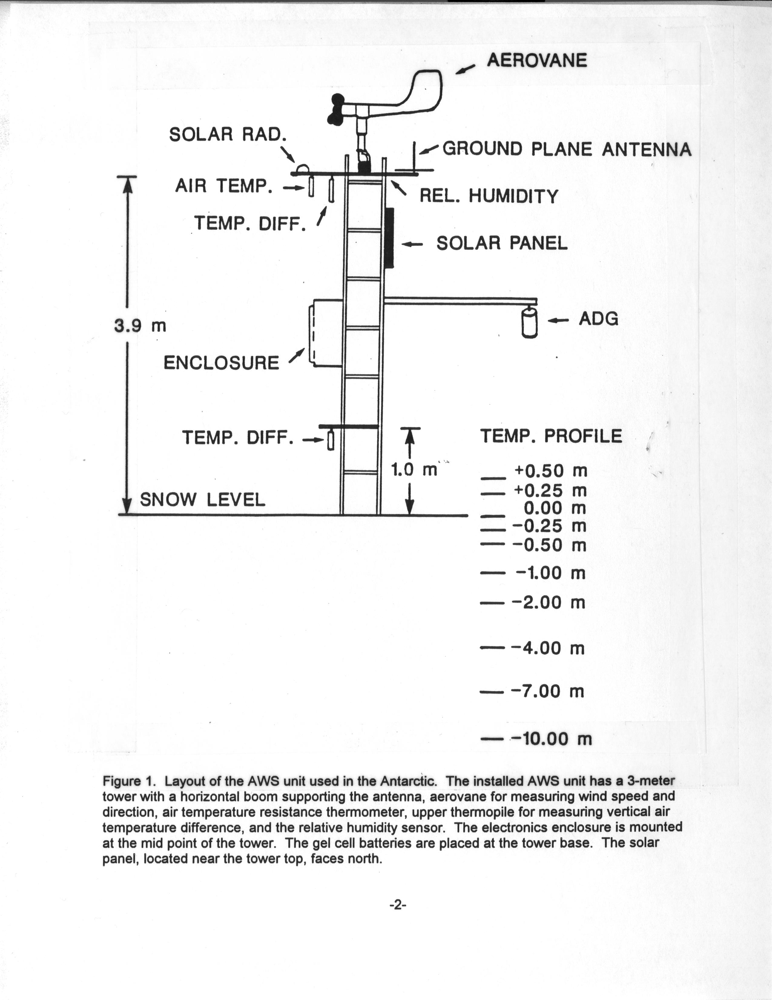 AEROVANE
SOLAR RAD.
GROUND PLANE ANTENNA
AIR TEMP.
REL. HUMIDITY
TEMP. DIFF.
SOLAR PANEL
ADG
3.9 m
ENCLOSURE
TEMP. DIFF.
TEMP. PROFILE
1.0 m
+0.50 m
+0.25 m
SNOW LEVEL
0.00 m
-0.25 m
-0.50 m
-1.00 m
-2.00 m
-4.00 m
-7.00 m
-10.00 m
Figure 1. Layout of the AWS unit used in the Antarctic. The installed AWS unit has a 3-meter
tower with a horizontal boom supporting the antenna, aerovane for measuring wind speed and
direction, air temperature resistance thermometer, upper thermopile for measuring vertical air
temperature difference, and the relative humidity sensor. The electronics enclosure is mounted
at the mid point of the tower. The gel cell batteries are placed at the tower base. The solar
panel, located near the tower top, faces north.
-2-